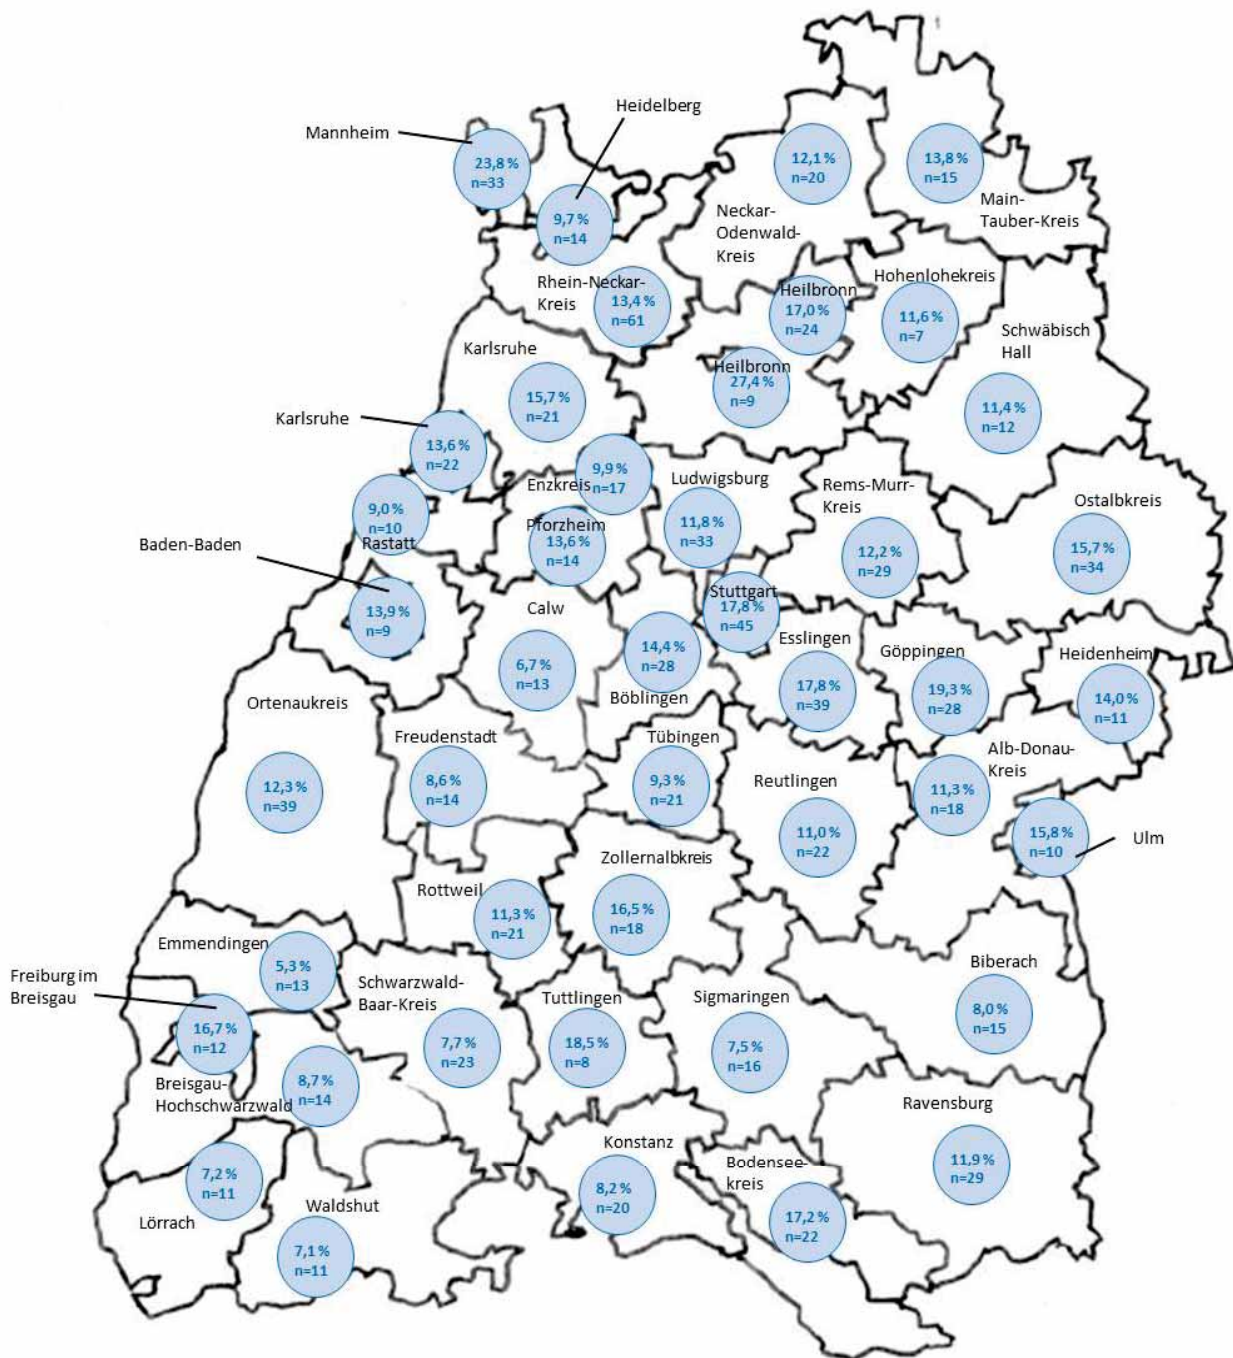 Heidelberg
Mannheim
23,8 %
n=33
12,1 %
n=20
13,8 %
n=15
9,7 %
n=14
Neckar-
Odenwald-
Kreis
Main-
Tauber-Kreis
Rhein-Neckar-
Kreis
13,4 %
n=61
Heilbronn
17,0 %
n=24
Hohenlohekreis
11,6 %
n=7
Schwäbisch
Hall
Karlsruhe
15,7 %
n=21
Heilbronn
27,4 %
n=9
11,4 %
n=12
Karlsruhe
13,6 %
n=22
9,9 %
n=17
Enzkreis
Ludwigsburg
11,8 %
n=33
Rems-Murr-
Kreis
12,2 %
n=29
Ostalbkreis
15,7 %
n=34
9,0 %
n=10
Rastatt
Pforzheim
13,6 %
n=14
Baden-Baden
13,9 %
n=9
Calw
6,7 %
n=13
Stuttgart
17,8 %
n=45
14,4 %
n=28
Böblingen
Esslingen
17,8 %
n=39
Göppingen
19,3 %
n=28
Heidenheim
14,0 %
n=11
Ortenaukreis
12,3 %
n=39
Freudenstadt
8,6 %
n=14
Tübingen
9,3 %
n=21
Reutlingen
11,0 %
n=22
Alb-Donau-
Kreis
11,3 %
n=18
15,8 %
n=10
Ulm
Rottweil
11,3 %
n=21
Zollernalbkreis
16,5 %
n=18
Emmendingen
5,3 %
n=13
Freiburg im
Breisgau
16,7 %
n=12
Schwarzwald-
Baar-Kreis
7,7 %
n=23
Tuttlingen
18,5 %
n=8
Sigmaringen
7,5 %
n=16
Biberach
8,0 %
n=15
Breisgau-
Hochschwarzwald
8,7 %
n=14
Ravensburg
11,9 %
n=29
Lörrach
7,2 %
n=11
Waldshut
7,1 %
n=11
Konstanz
8,2 %
n=20
Bodensee-
kreis
17,2 %
n=22